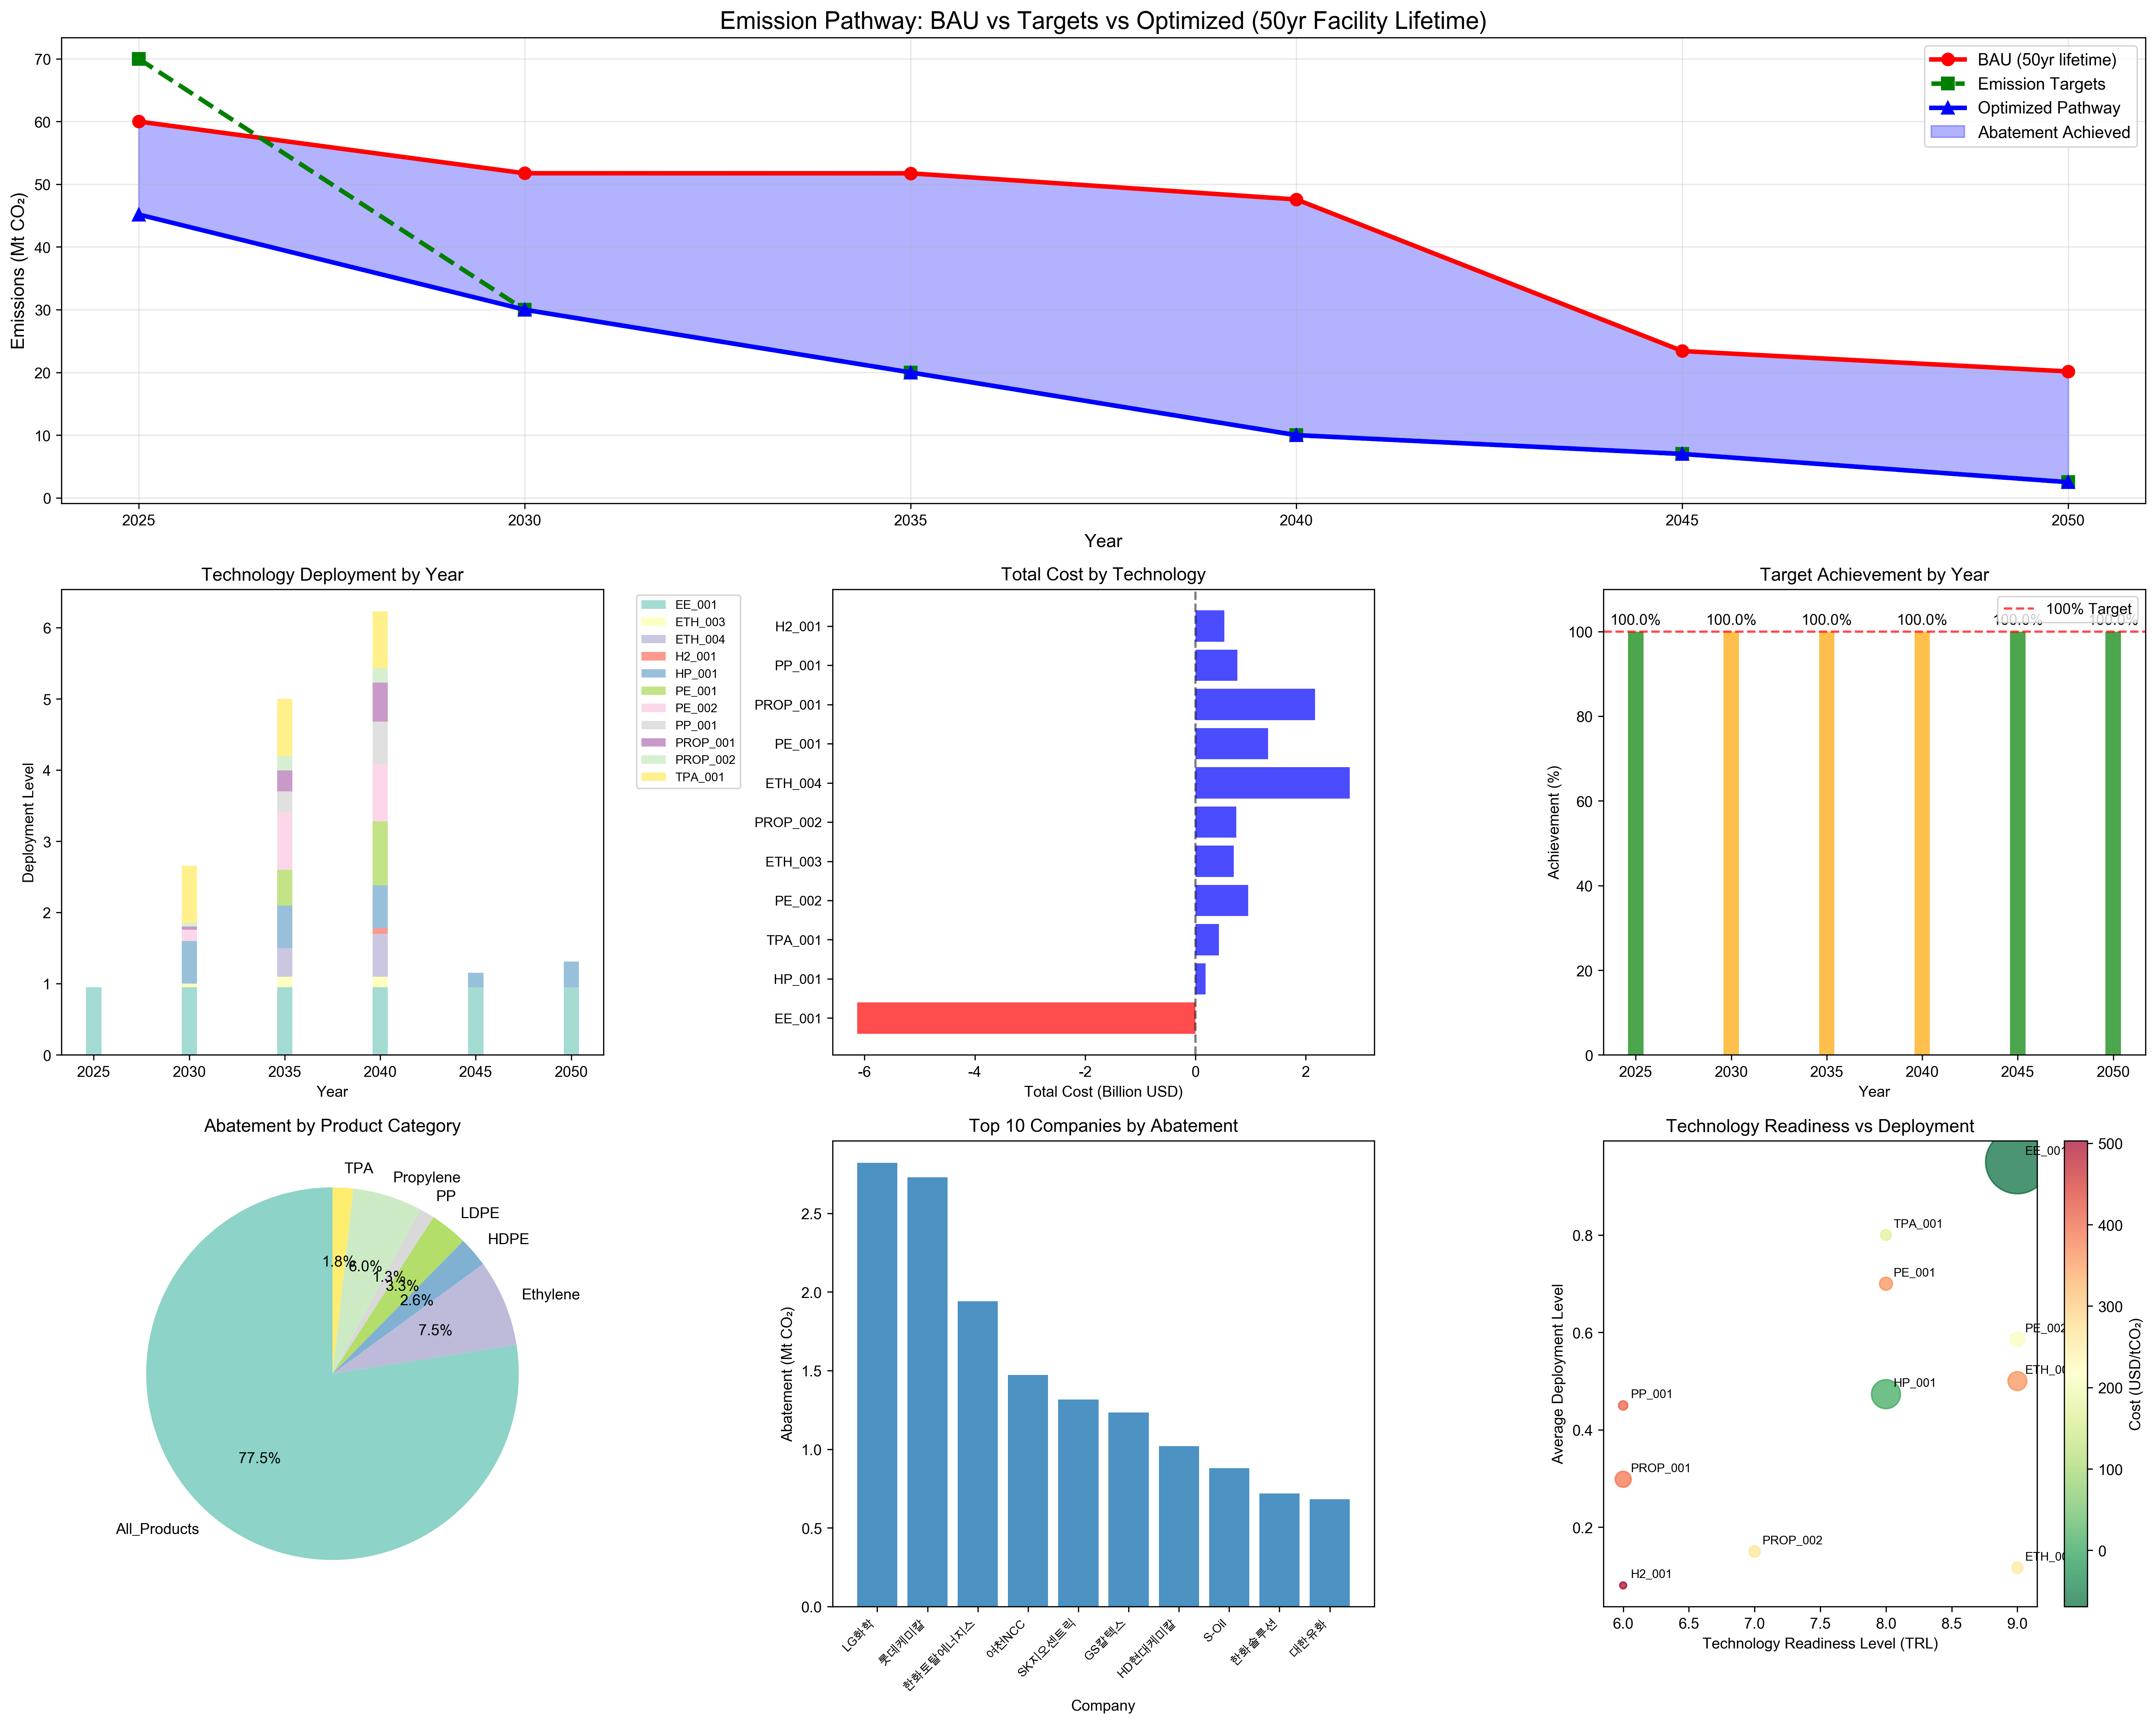 Emission Pathway: BAU vs Targets vs Optimized (50yr Facility Lifetime)
Emissions (Mt CO₂)
70
60
50
40
30
20
10
0
BAU (50yr lifetime)
Emission Targets
Optimized Pathway
Abatement Achieved
2025 2030 2035 2040 2045 2050
Year
Technology Deployment by Year
Deployment Level
6
5
4
3
2
1
0
2025 2030 2035 2040 2045 2050
Year
EE_001
ETH_003
ETH_004
H2_001
HP_001
PE_001
PE_002
PP_001
PROP_001
PROP_002
TPA_001
Total Cost by Technology
H2_001
PP_001
PROP_001
PE_001
ETH_004
PROP_002
ETH_003
PE_002
TPA_001
HP_001
EE_001
-6 -4 -2 0 2
Total Cost (Billion USD)
Target Achievement by Year
100% Target
100.0% 100.0% 100.0% 100.0% 100.0% 100.0%
Achievement (%)
100
80
60
40
20
0
2025 2030 2035 2040 2045 2050
Year
Abatement by Product Category
TPA
Propylene
PP
LDPE
HDPE
Ethylene
All_Products
1.8%
6.0%
1.3%
3.3%
2.6%
7.5%
77.5%
Top 10 Companies by Abatement
Abatement (Mt CO₂)
2.5
2.0
1.5
1.0
0.5
0.0
LG화학
롯데케미칼
한화토탈에너지스
여천NCC
SK지오센트릭
GS칼텍스
HD현대케미칼
S-Oil
한화솔루션
대한유화
Company
Technology Readiness vs Deployment
Average Deployment Level
0.8
0.6
0.4
0.2
EE_001
TPA_001
PE_001
PE_002
ETH_00
HP_001
PP_001
PROP_001
PROP_002
H2_001
ETH_00
6.0 6.5 7.0 7.5 8.0 8.5 9.0
Technology Readiness Level (TRL)
500
400
300
200
100
0
Cost (USD/tCO₂)